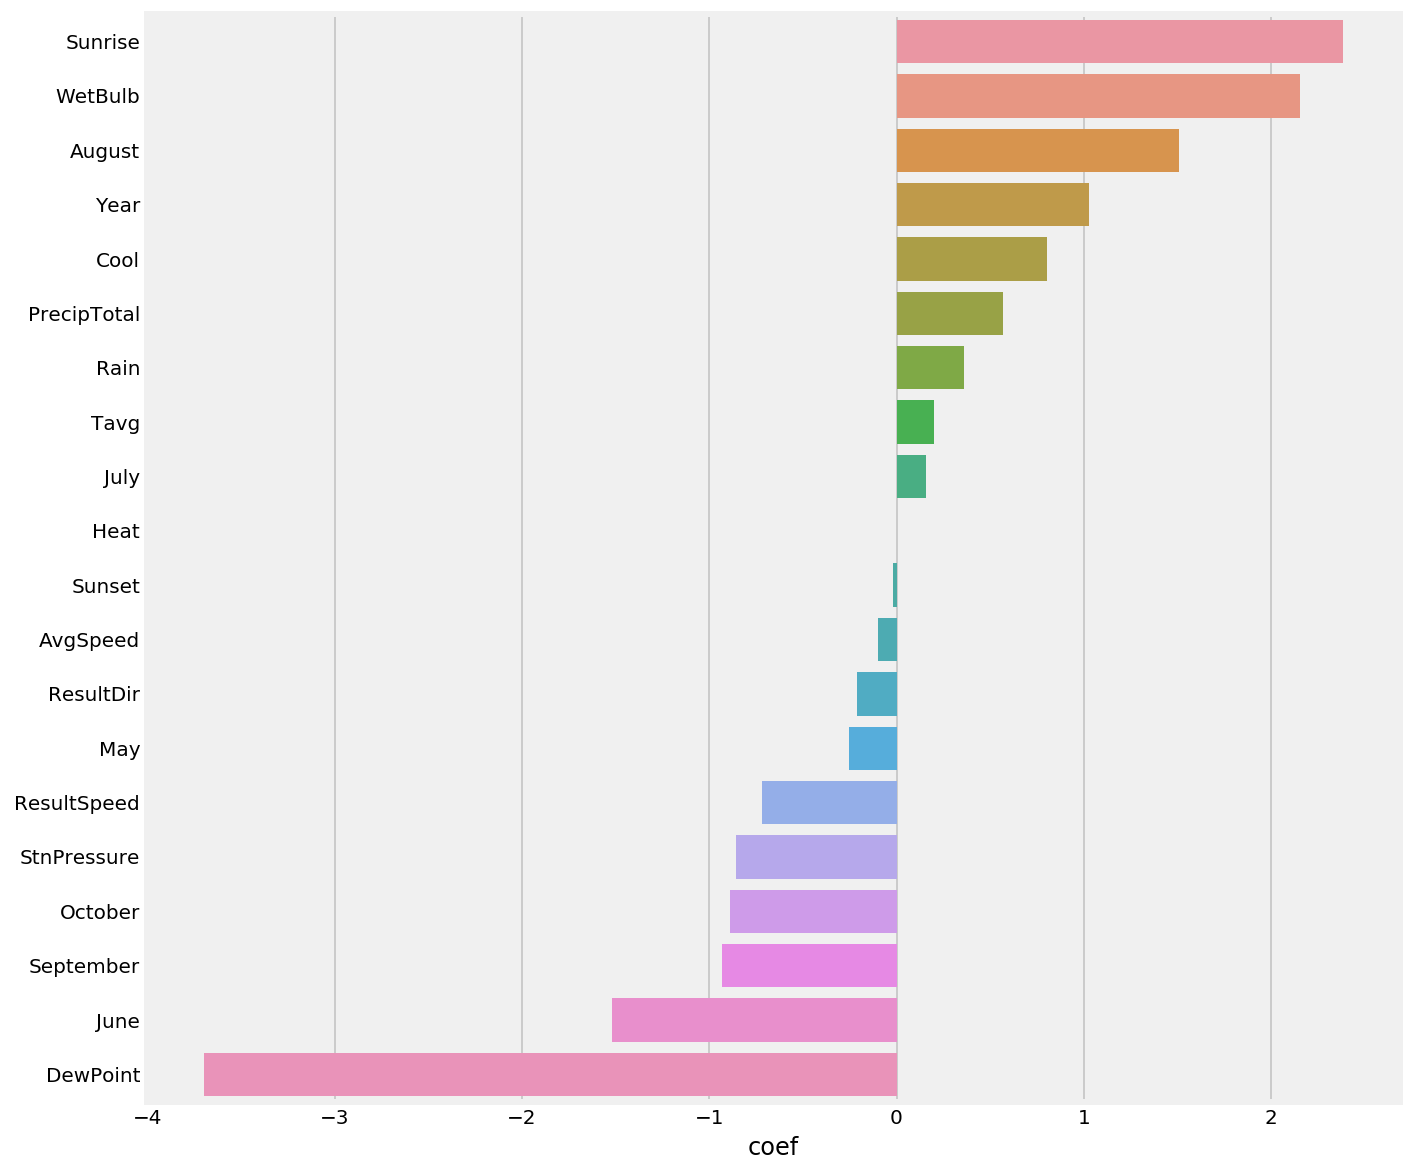 Sunrise
WetBulb
August
Year
Cool
PrecipTotal
Rain
Tavg
July
Heat
Sunset
AvgSpeed
ResultDir
May
ResultSpeed
StnPressure
October
September
June
DewPoint
−4 −3 −2 −1 0 1 2
coef